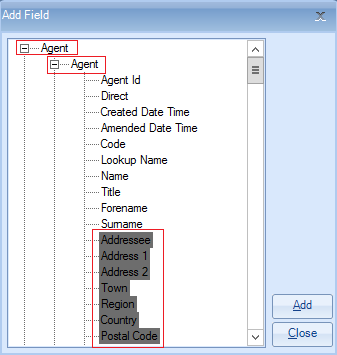 Add Field
Agent
Agent
Agent Id
Direct
Created Date Time
Amended Date Time
Code
Lookup Name
Name
Title
Forename
Surname
Addressee
Address 1
Address 2
Town
Region
Country
Postal Code
Add
Close